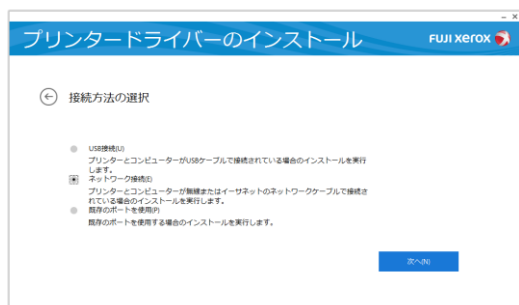 プリンタードライバーのインストール
FUJI xerox
接続方法の選択
USB接続(U)
プリンターとコンピューターがUSBケーブルで接続されている場合のインストールを実行
します。
ネットワーク接続(E)
プリンターとコンピューターが無線またはイーサネットのネットワークケーブルで接続さ
れている場合のインストールを実行します。
既存のポートを使用(P)
既存のポートを使用する場合のインストールを実行します。
次へ(N)